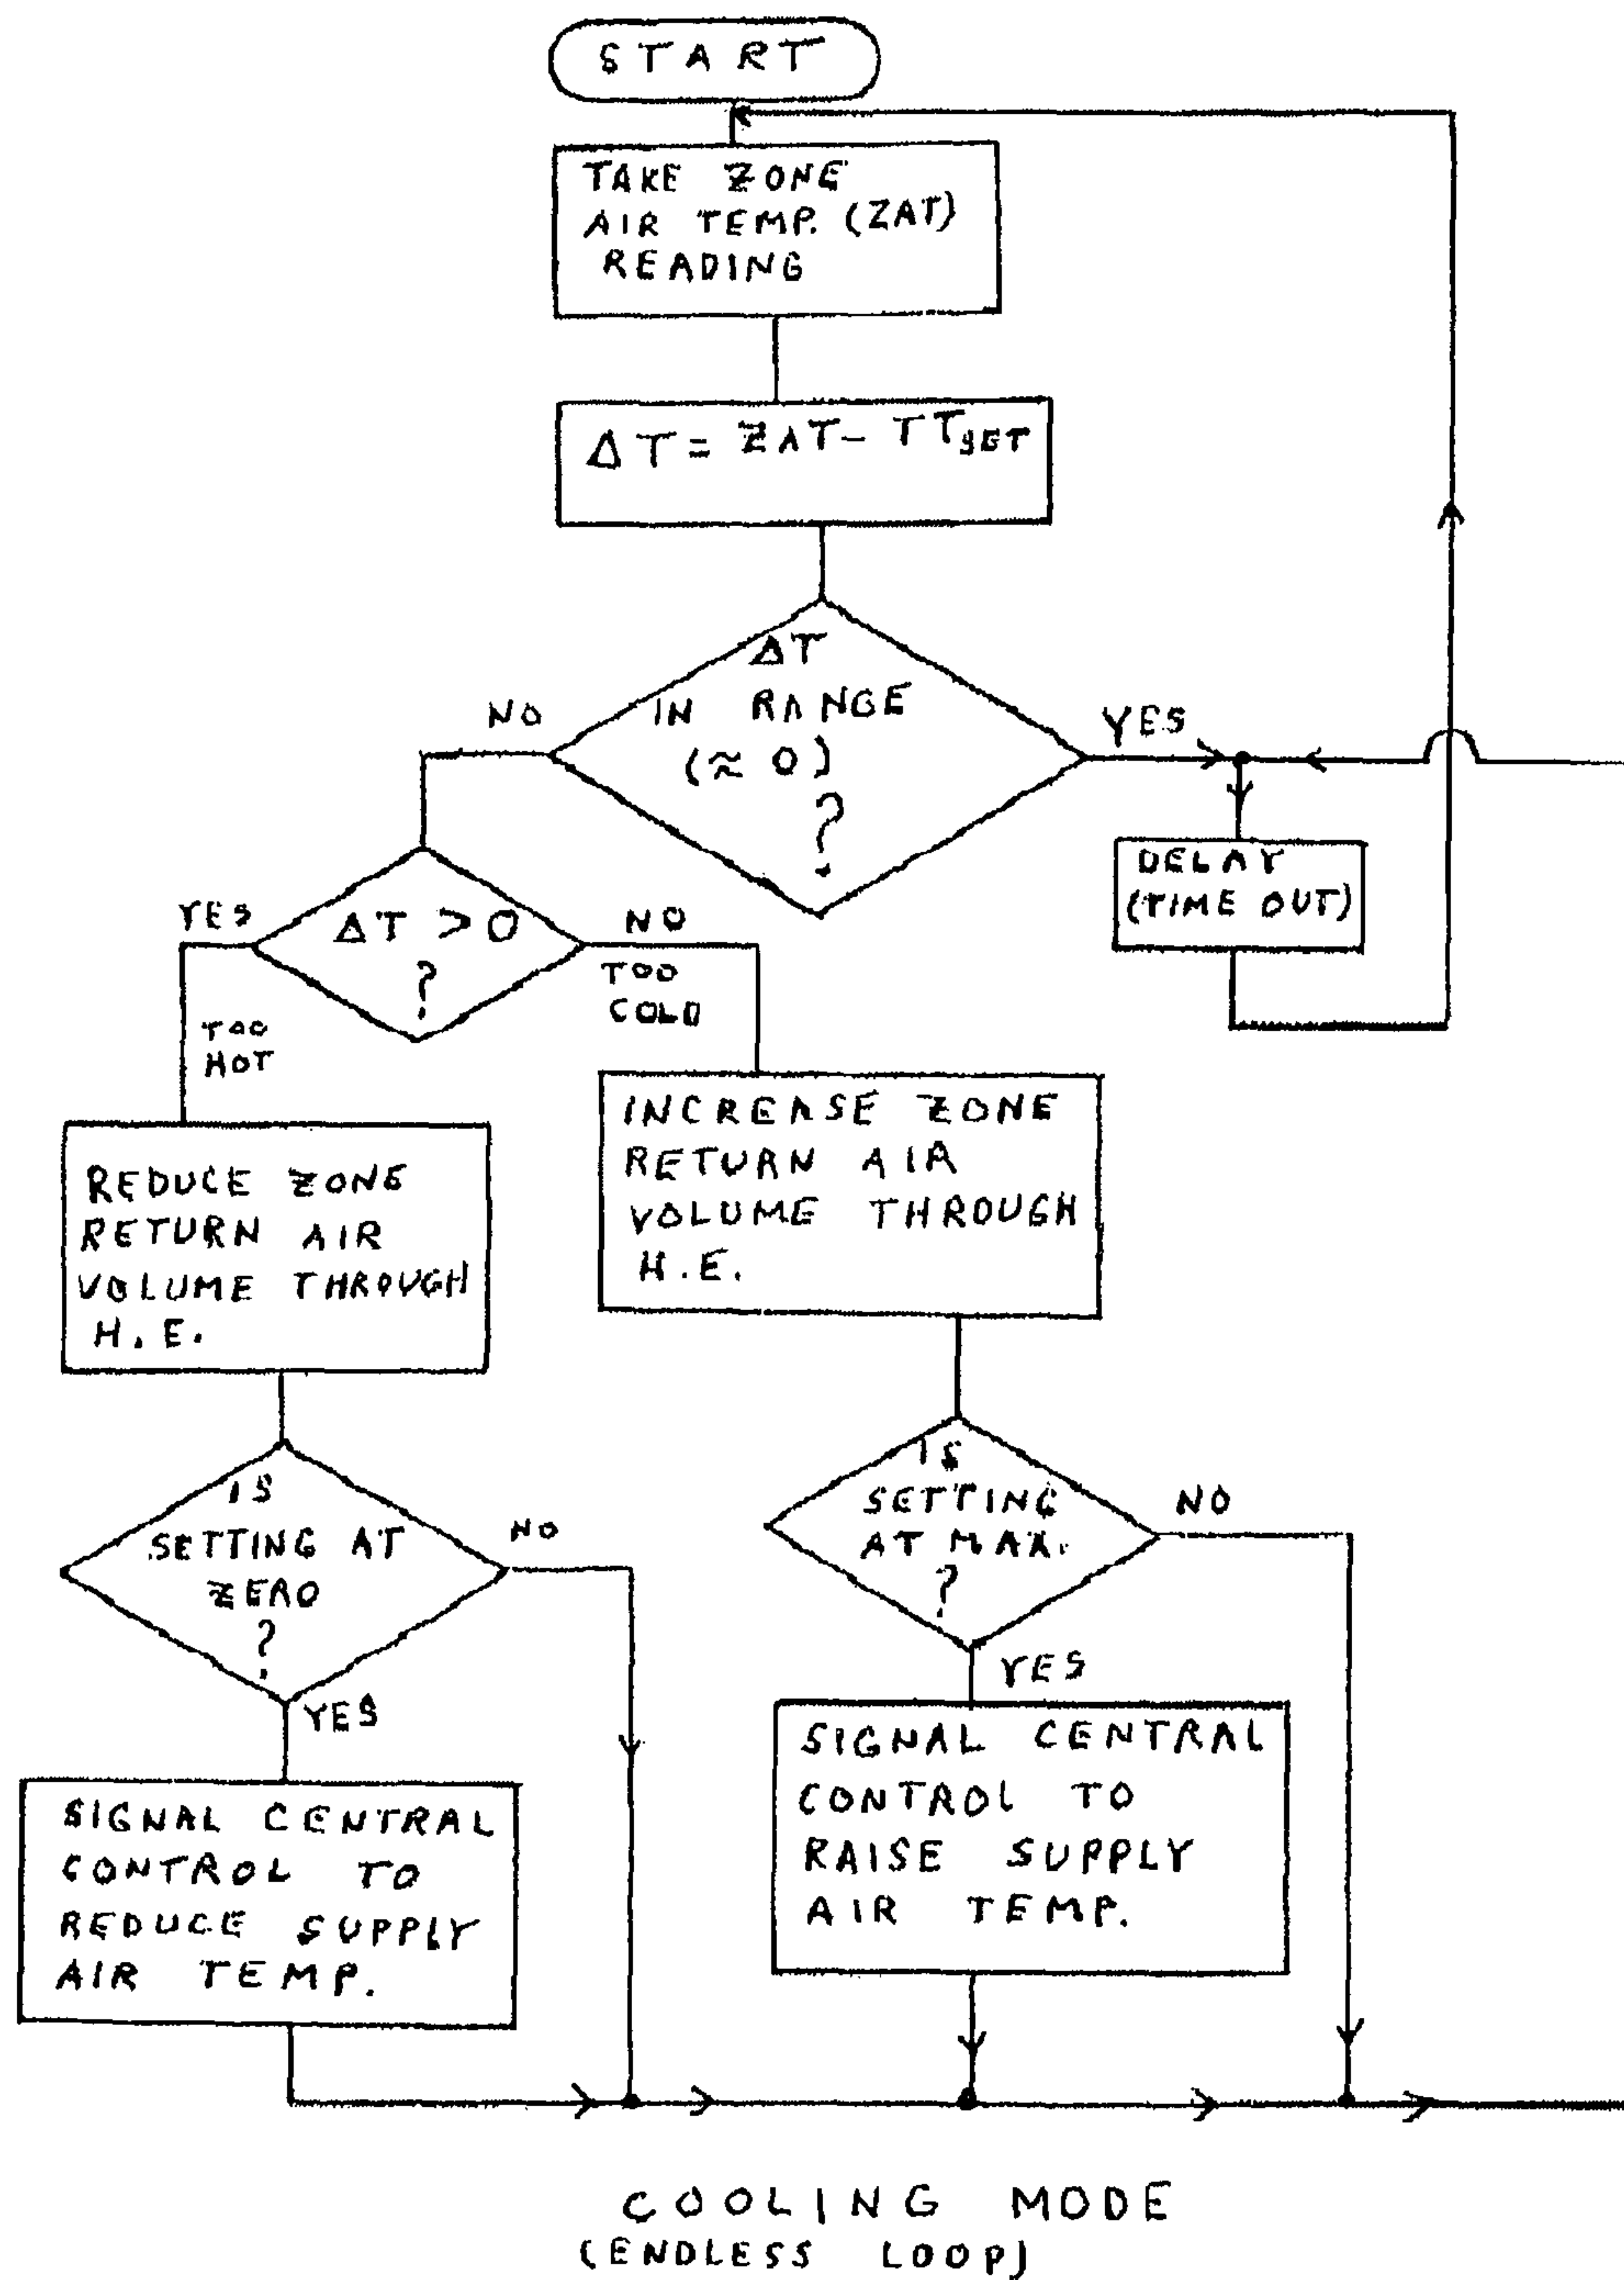 START
TAKE ZONE
AIR TEMP. (ZAT)
READING
ΔT = ZAT - TTSET
ΔT
IN RANGE
(≈ 0)
?
NO
YES
DELAY
(TIME OUT)
ΔT > 0
?
YES
TOO
HOT
NO
TOO
COLD
REDUCE ZONE
RETURN AIR
VOLUME THROUGH
H.E.
INCREASE ZONE
RETURN AIR
VOLUME THROUGH
H.E.
IS
SETTING AT
ZERO
?
NO
YES
IS
SETTING
AT MAX.
?
NO
YES
SIGNAL CENTRAL
CONTROL TO
REDUCE SUPPLY
AIR TEMP.
SIGNAL CENTRAL
CONTROL TO
RAISE SUPPLY
AIR TEMP.
COOLING MODE
(ENDLESS LOOP)